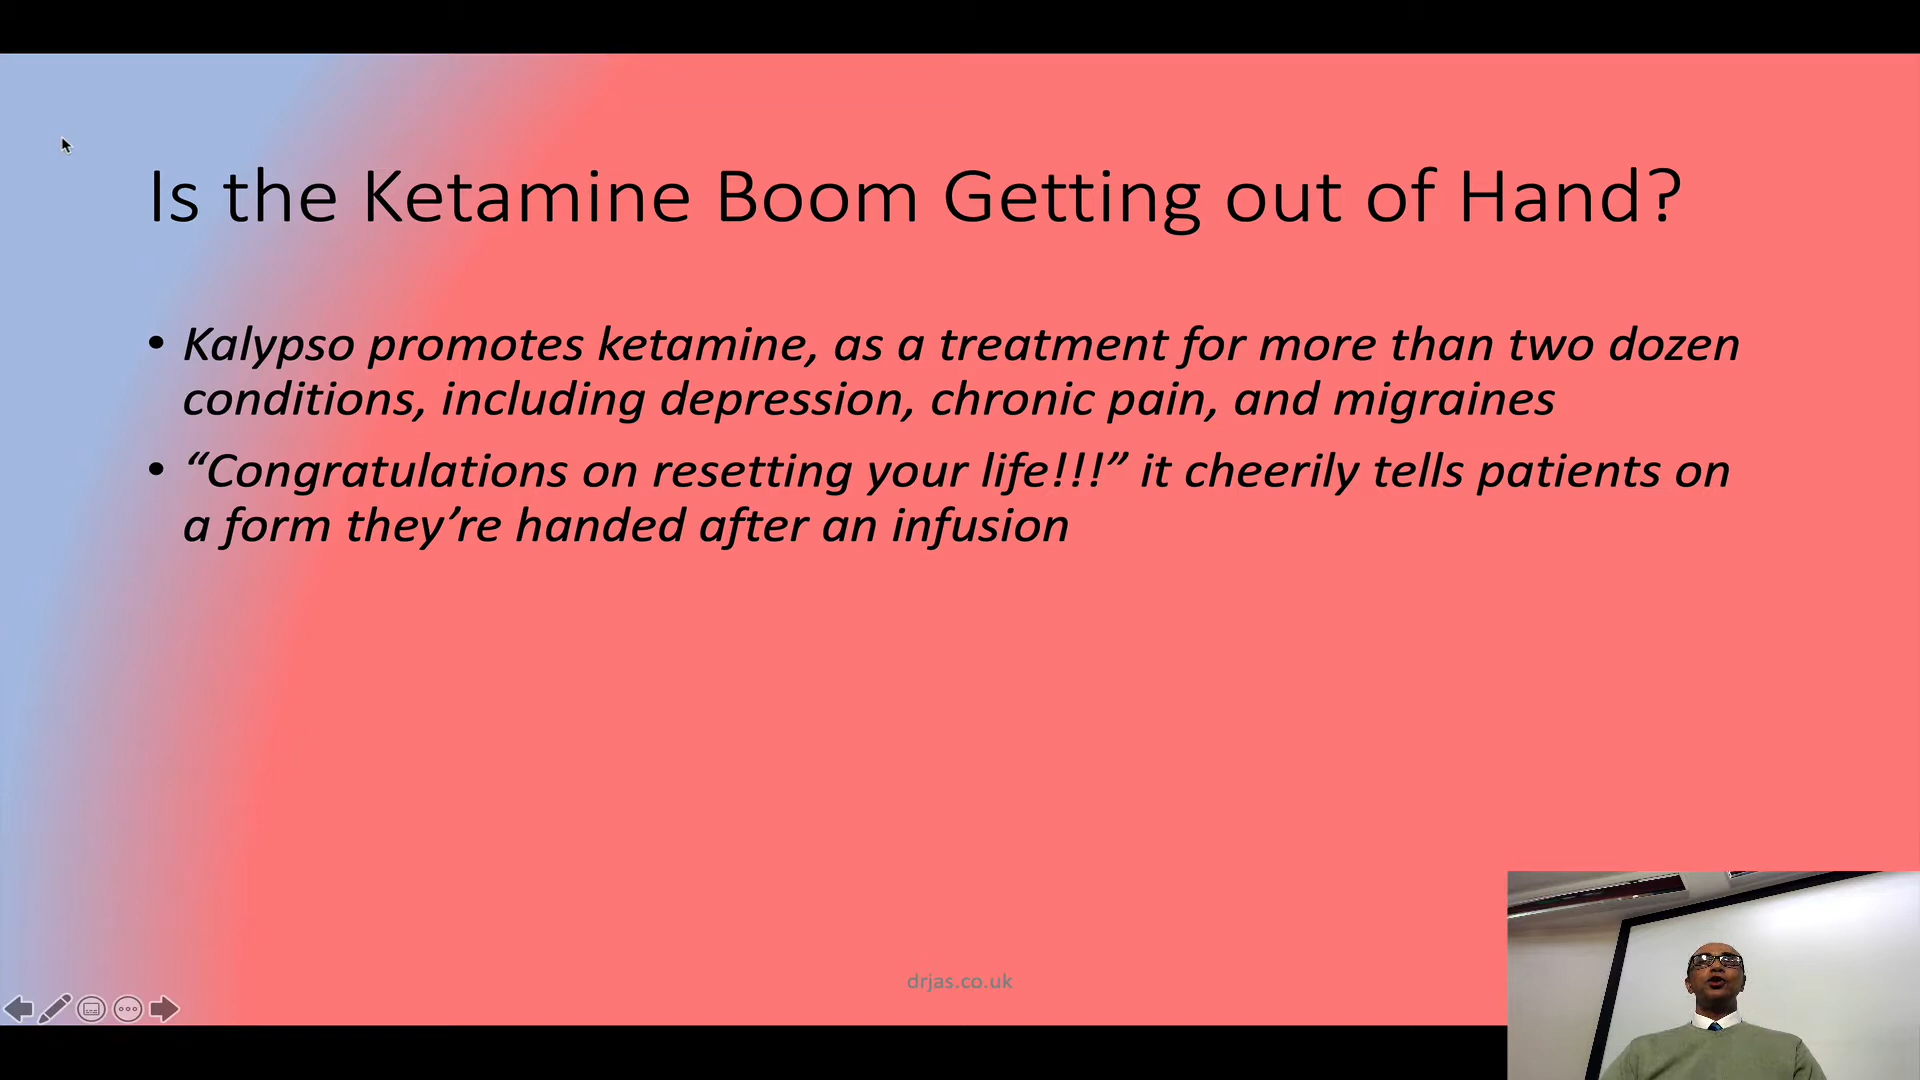 Is the Ketamine Boom Getting out of Hand?
• Kalypso promotes ketamine, as a treatment for more than two dozen
conditions, including depression, chronic pain, and migraines
• “Congratulations on resetting your life!!!” it cheerily tells patients on
a form they’re handed after an infusion
drjas.co.uk